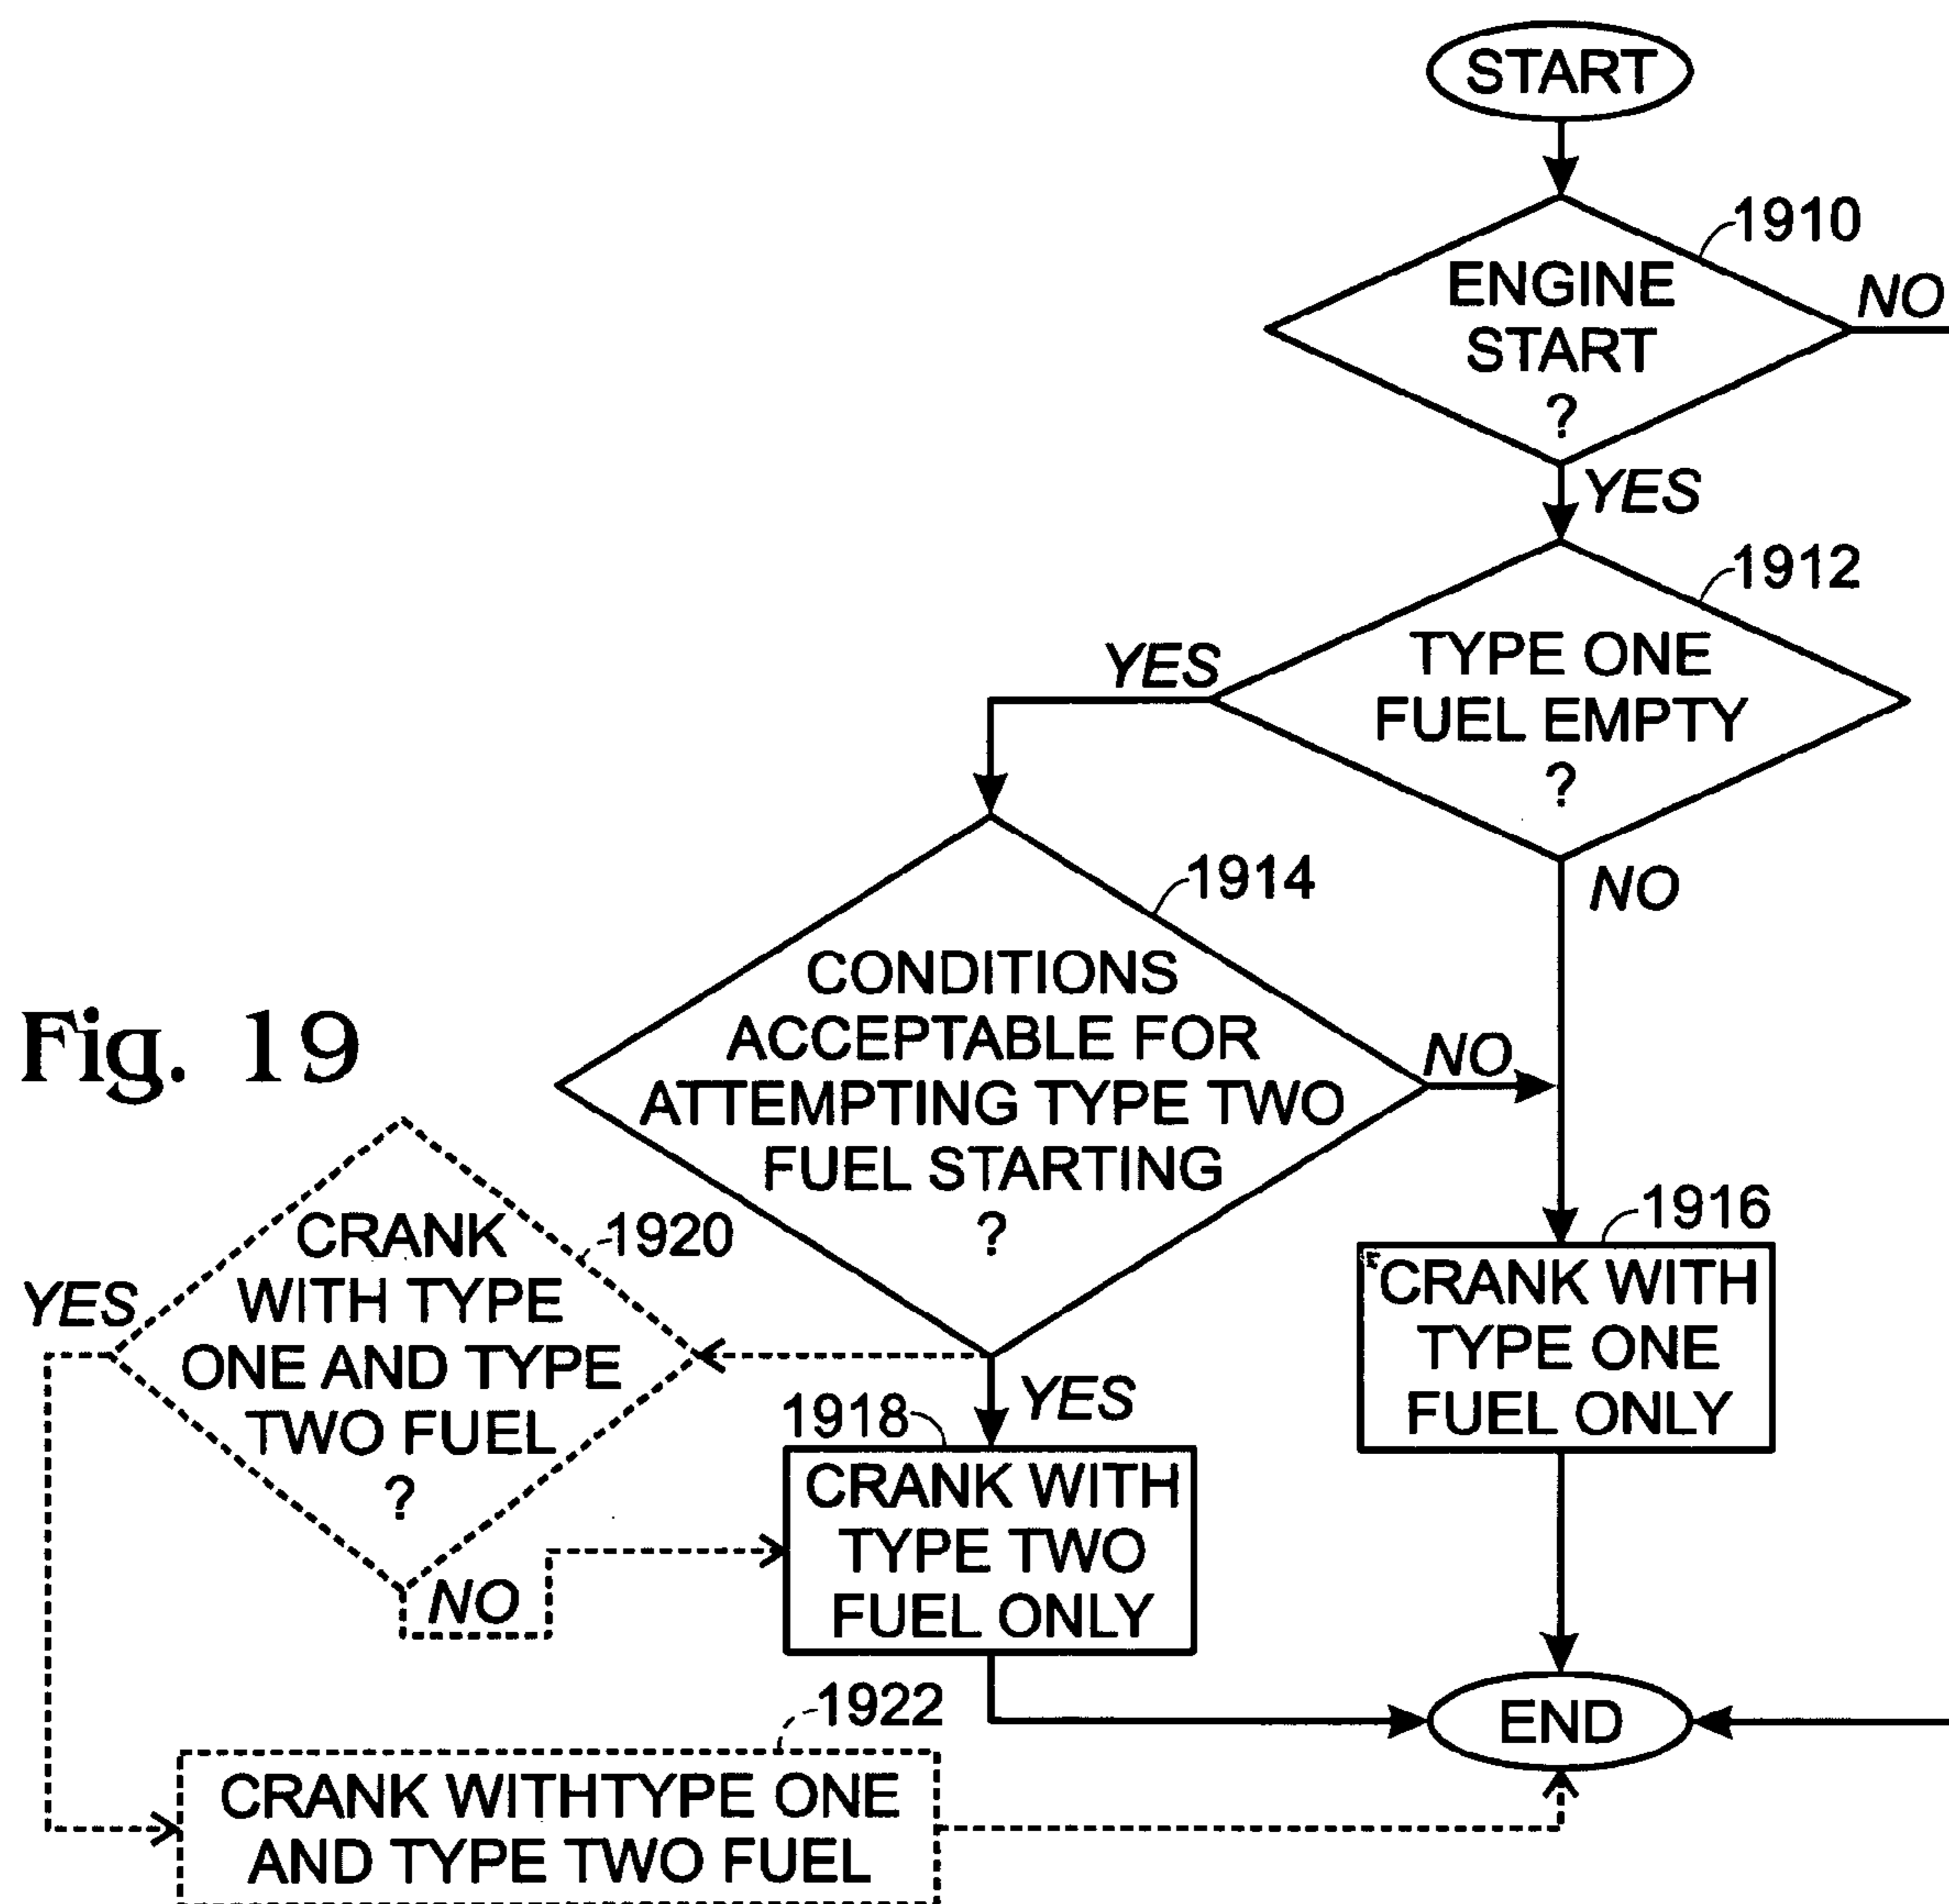 START
1910
ENGINE
START
?
NO
YES
1912
TYPE ONE
FUEL EMPTY
?
YES
NO
1914
CONDITIONS
ACCEPTABLE FOR
ATTEMPTING TYPE TWO
FUEL STARTING
?
NO
Fig. 19
1916
CRANK WITH
TYPE ONE
FUEL ONLY
1920
CRANK
WITH TYPE
ONE AND TYPE
TWO FUEL
?
YES
NO
YES
1918
CRANK WITH
TYPE TWO
FUEL ONLY
1922
CRANK WITHTYPE ONE
AND TYPE TWO FUEL
END